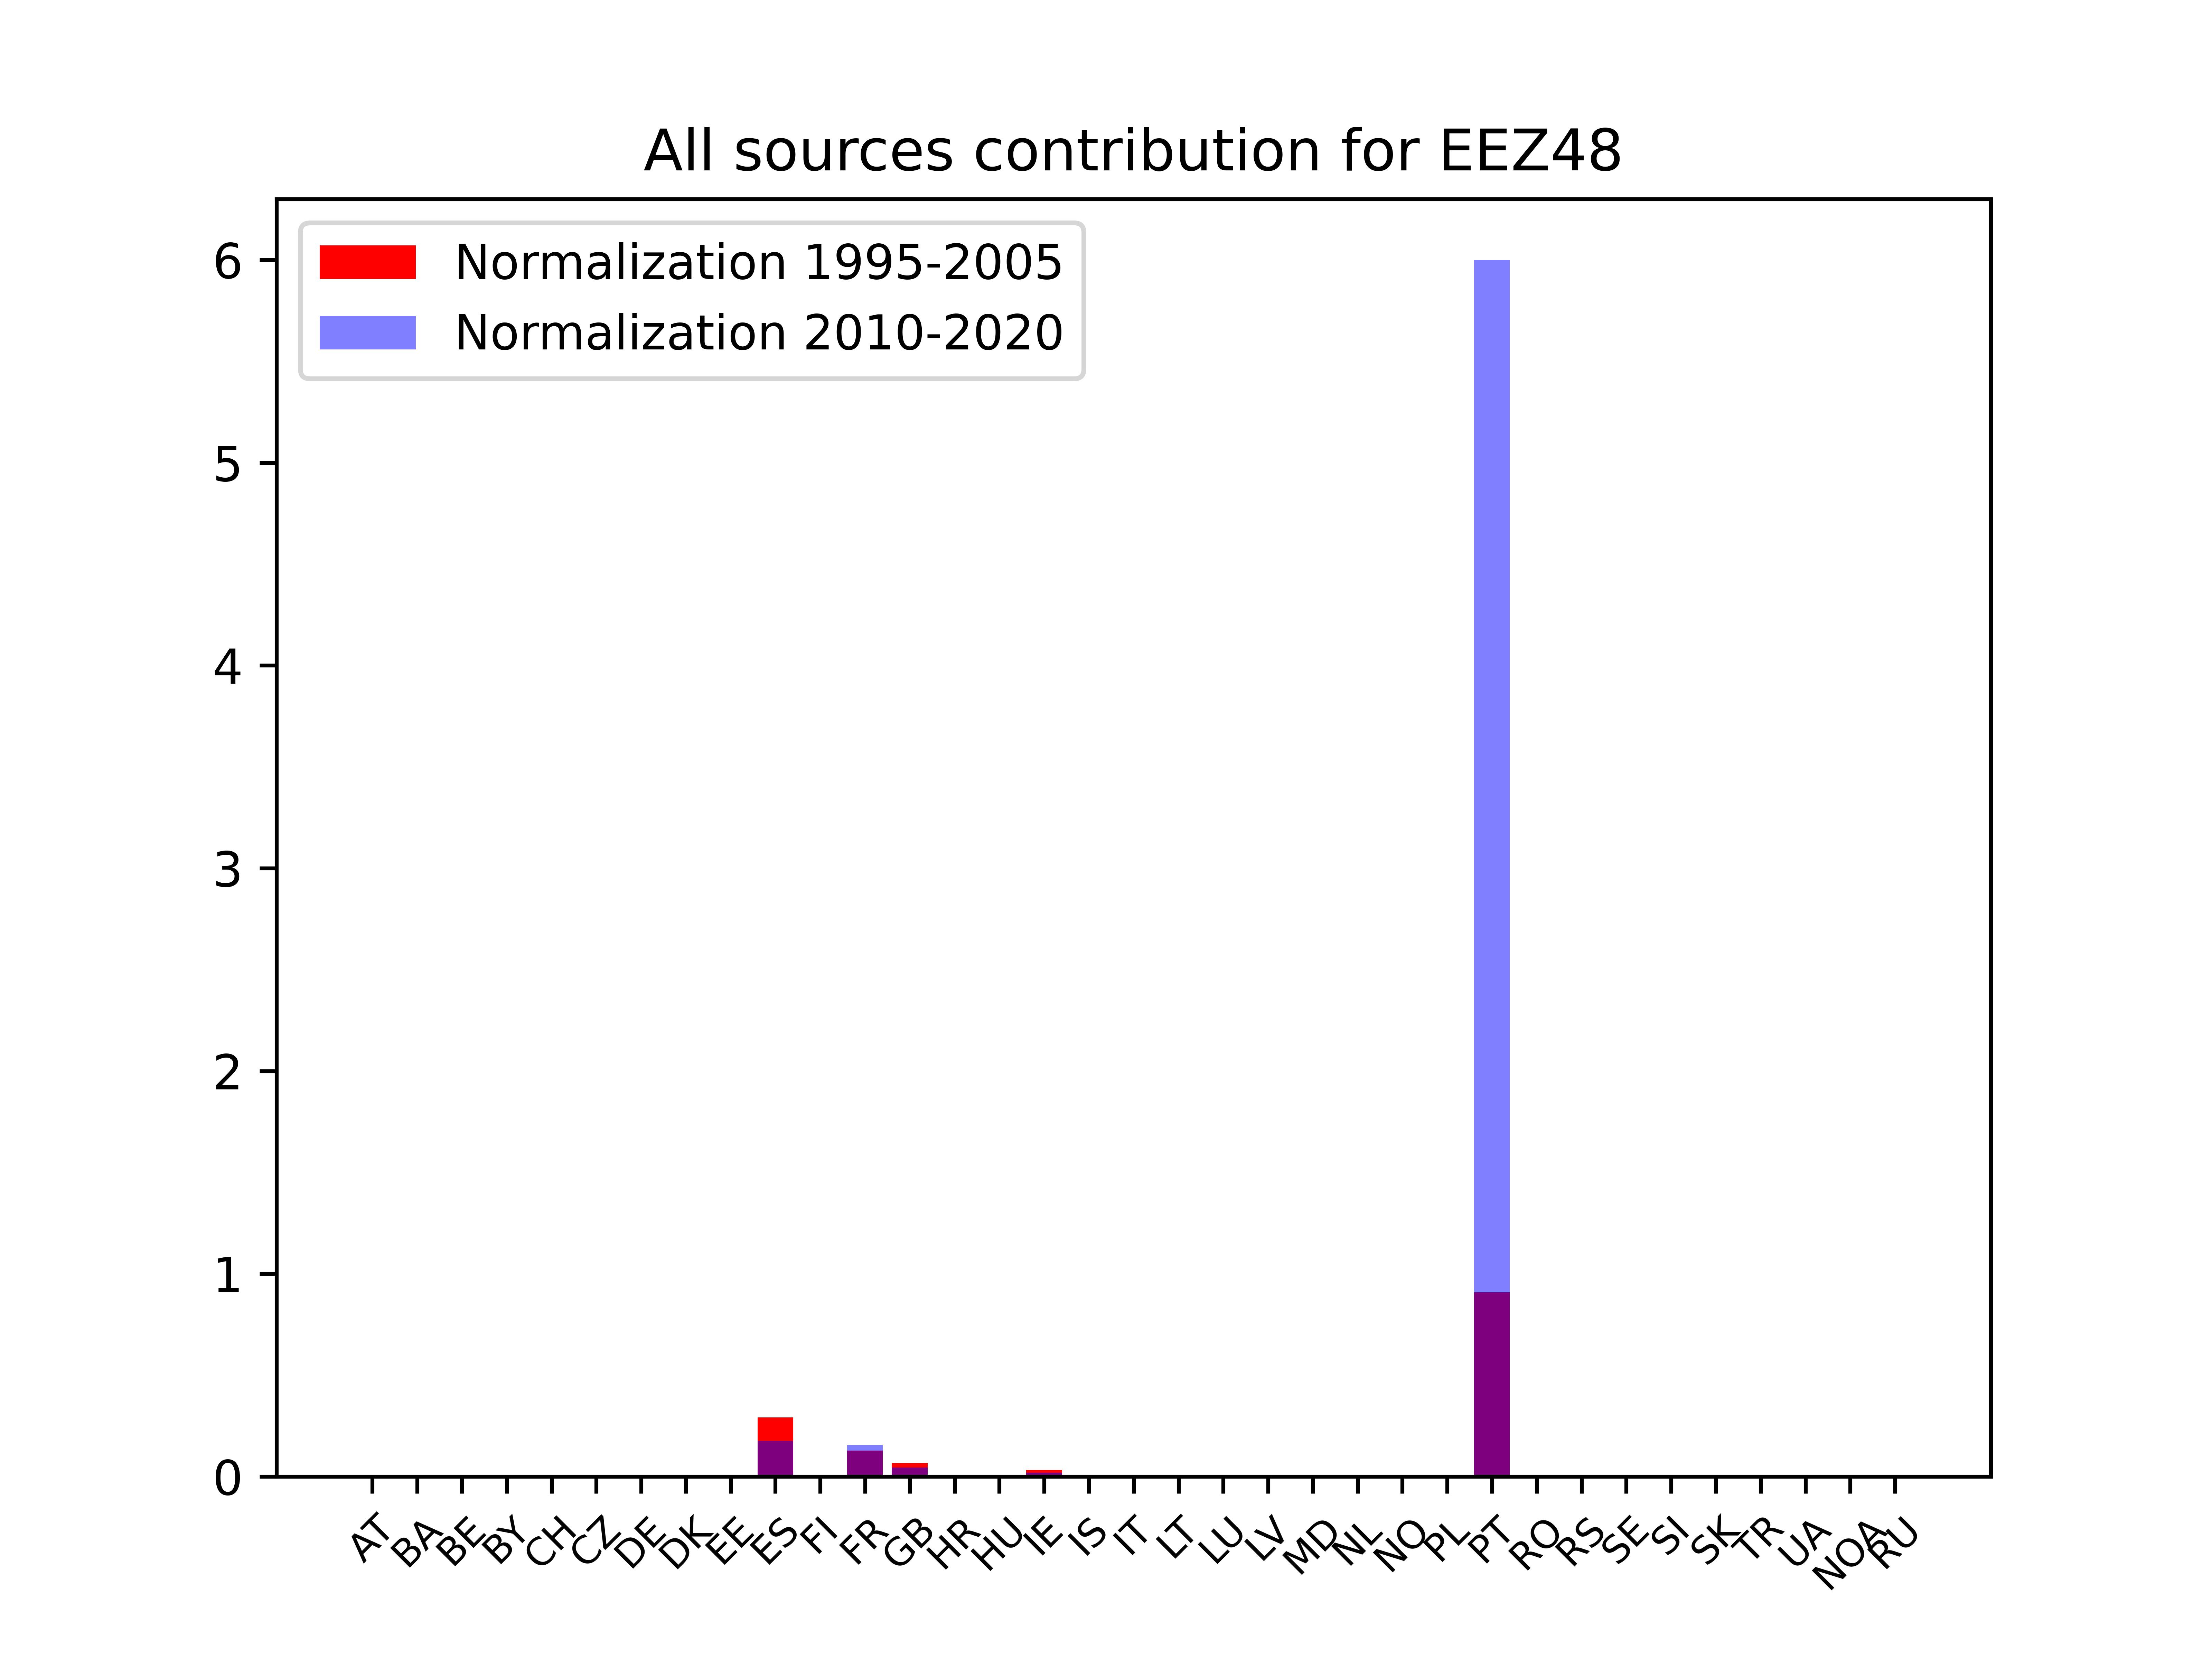 All sources contribution for EEZ48
Normalization 1995-2005
Normalization 2010-2020
6
5
4
3
2
1
0
AT BA BE BY CH CZ DE DK EE ES FI FR GB HR HU IE IS IT LT LU LV MD NL NO PL PT RO RS SE SI SK TR UA NOA RU